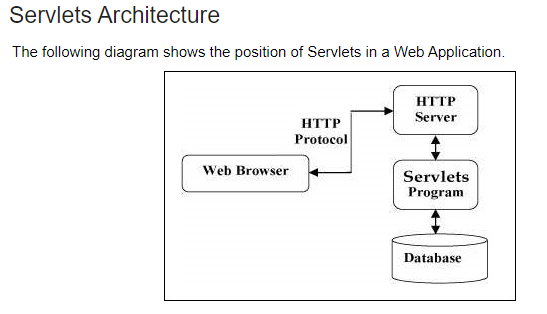 Servlets Architecture
The following diagram shows the position of Servlets in a Web Application.
HTTP
Server
HTTP
Protocol
Web Browser
Servlets
Program
Database